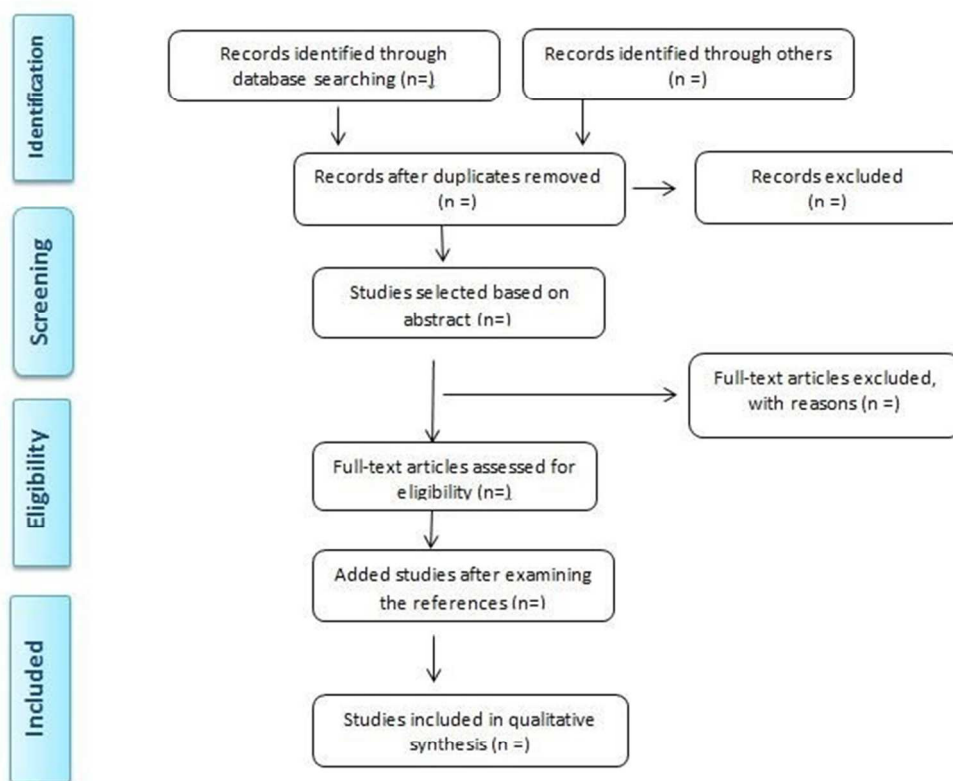 Identification
Records identified through
database searching (n=)
Records identified through others
(n =)
Records after duplicates removed
(n =)
Records excluded
(n =)
Screening
Studies selected based on
abstract (n=)
Full-text articles excluded,
with reasons (n =)
Eligibility
Full-text articles assessed for
eligibility (n=)
Added studies after examining
the references (n=)
Included
Studies included in qualitative
synthesis (n =)